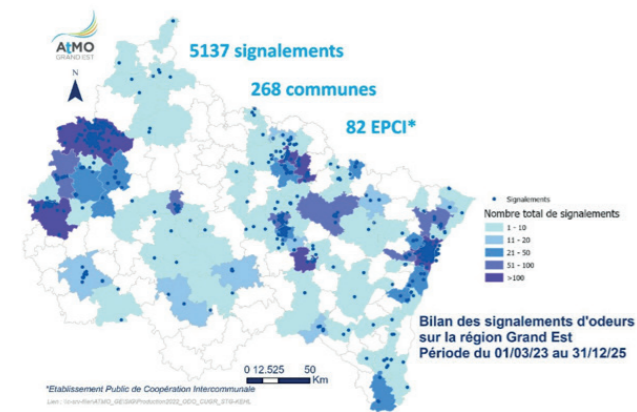 AtMO
GRAND EST
N
5137 signalements
268 communes
82 EPCI*
Signalements
Nombre total de signalements
1 - 10
11 - 20
21 - 50
51 - 100
>100
Bilan des signalements d'odeurs
sur la région Grand Est
Période du 01/03/23 au 31/12/25
0 12.525 50
Km
*Etablissement Public de Coopération Intercommunale
Lien :